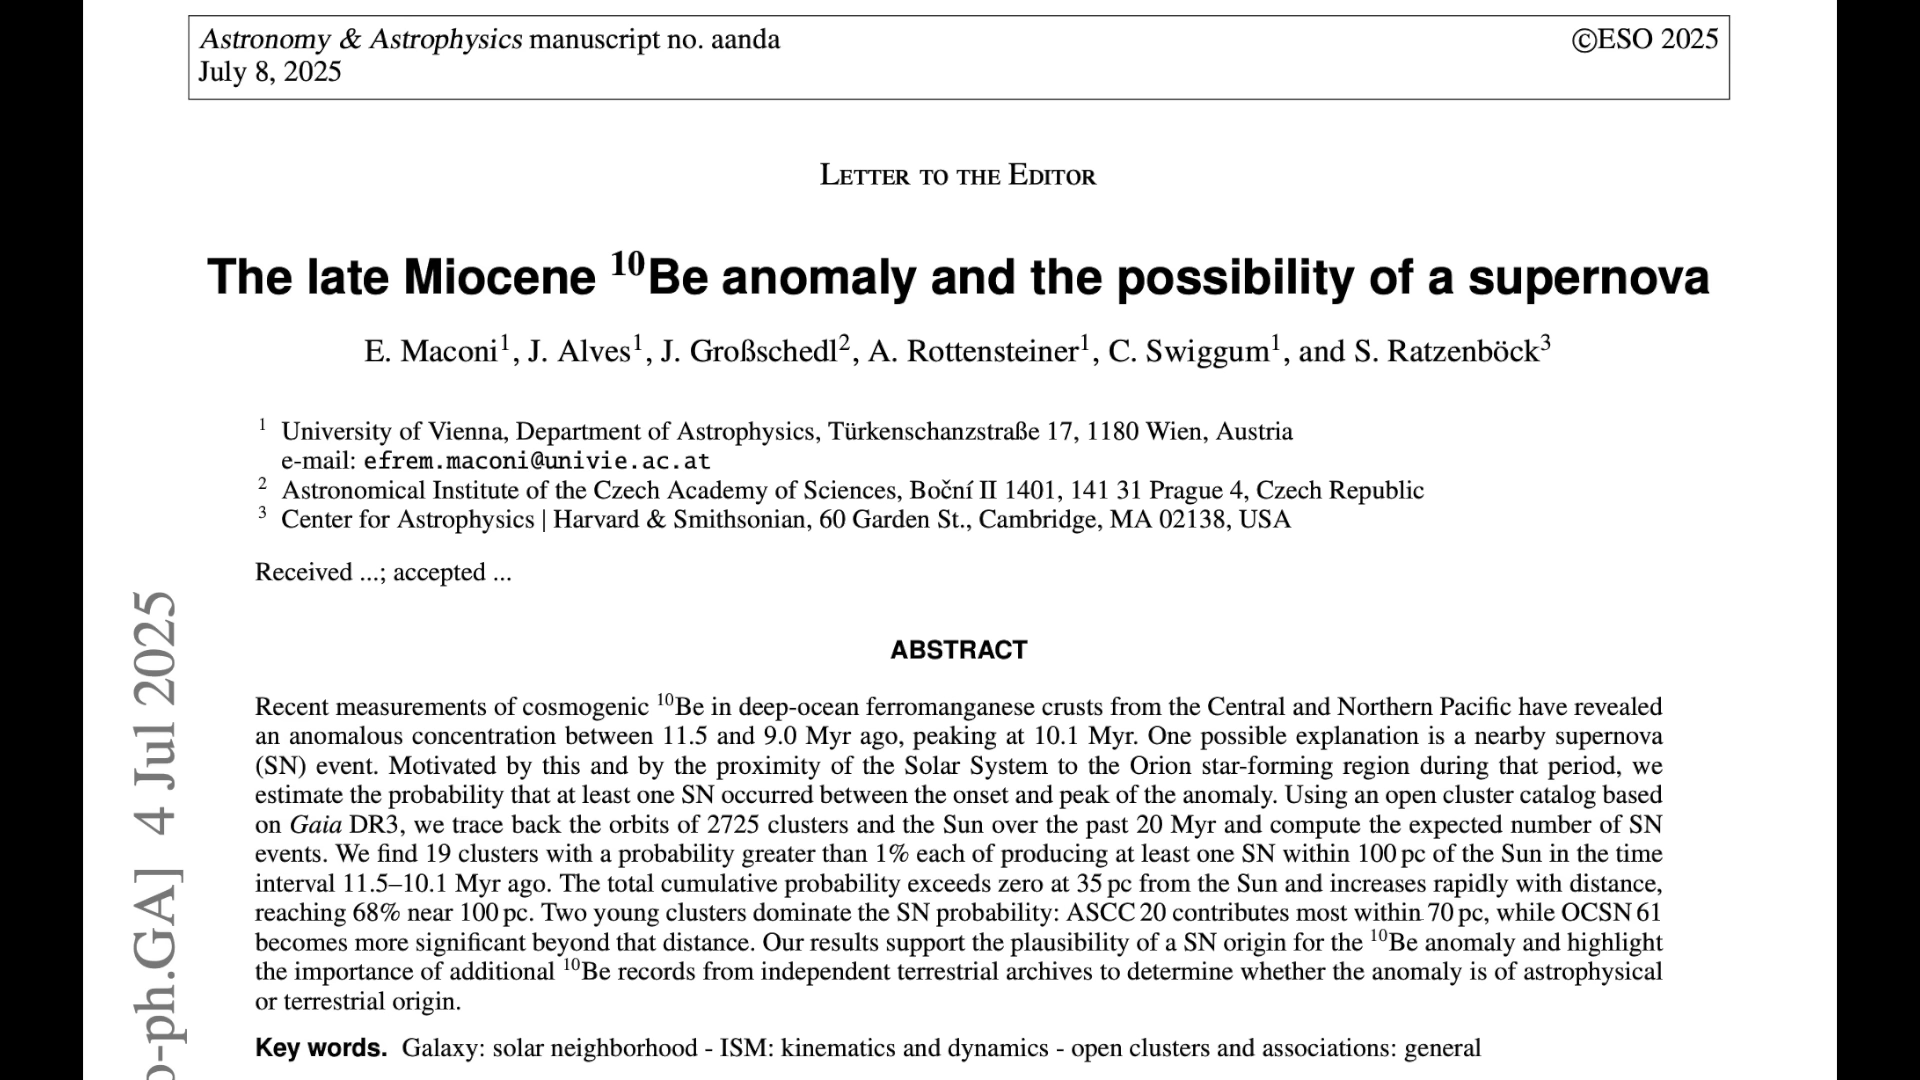 Astronomy & Astrophysics manuscript no. aanda
July 8, 2025
©ESO 2025
LETTER TO THE EDITOR
The late Miocene ¹⁰Be anomaly and the possibility of a supernova
E. Maconi¹, J. Alves¹, J. Großschedl², A. Rottensteiner¹, C. Swiggum¹, and S. Ratzenböck³
¹ University of Vienna, Department of Astrophysics, Türkenschanzstraße 17, 1180 Wien, Austria
e-mail: efrem.maconi@univie.ac.at
² Astronomical Institute of the Czech Academy of Sciences, Boční II 1401, 141 31 Prague 4, Czech Republic
³ Center for Astrophysics | Harvard & Smithsonian, 60 Garden St., Cambridge, MA 02138, USA
Received ...; accepted ...
ABSTRACT
Recent measurements of cosmogenic ¹⁰Be in deep-ocean ferromanganese crusts from the Central and Northern Pacific have revealed
an anomalous concentration between 11.5 and 9.0 Myr ago, peaking at 10.1 Myr. One possible explanation is a nearby supernova
(SN) event. Motivated by this and by the proximity of the Solar System to the Orion star-forming region during that period, we
estimate the probability that at least one SN occurred between the onset and peak of the anomaly. Using an open cluster catalog based
on Gaia DR3, we trace back the orbits of 2725 clusters and the Sun over the past 20 Myr and compute the expected number of SN
events. We find 19 clusters with a probability greater than 1% each of producing at least one SN within 100 pc of the Sun in the time
interval 11.5–10.1 Myr ago. The total cumulative probability exceeds zero at 35 pc from the Sun and increases rapidly with distance,
reaching 68% near 100 pc. Two young clusters dominate the SN probability: ASCC 20 contributes most within 70 pc, while OCSN 61
becomes more significant beyond that distance. Our results support the plausibility of a SN origin for the ¹⁰Be anomaly and highlight
the importance of additional ¹⁰Be records from independent terrestrial archives to determine whether the anomaly is of astrophysical
or terrestrial origin.
Key words. Galaxy: solar neighborhood - ISM: kinematics and dynamics - open clusters and associations: general
o-ph.GA] 4 Jul 2025